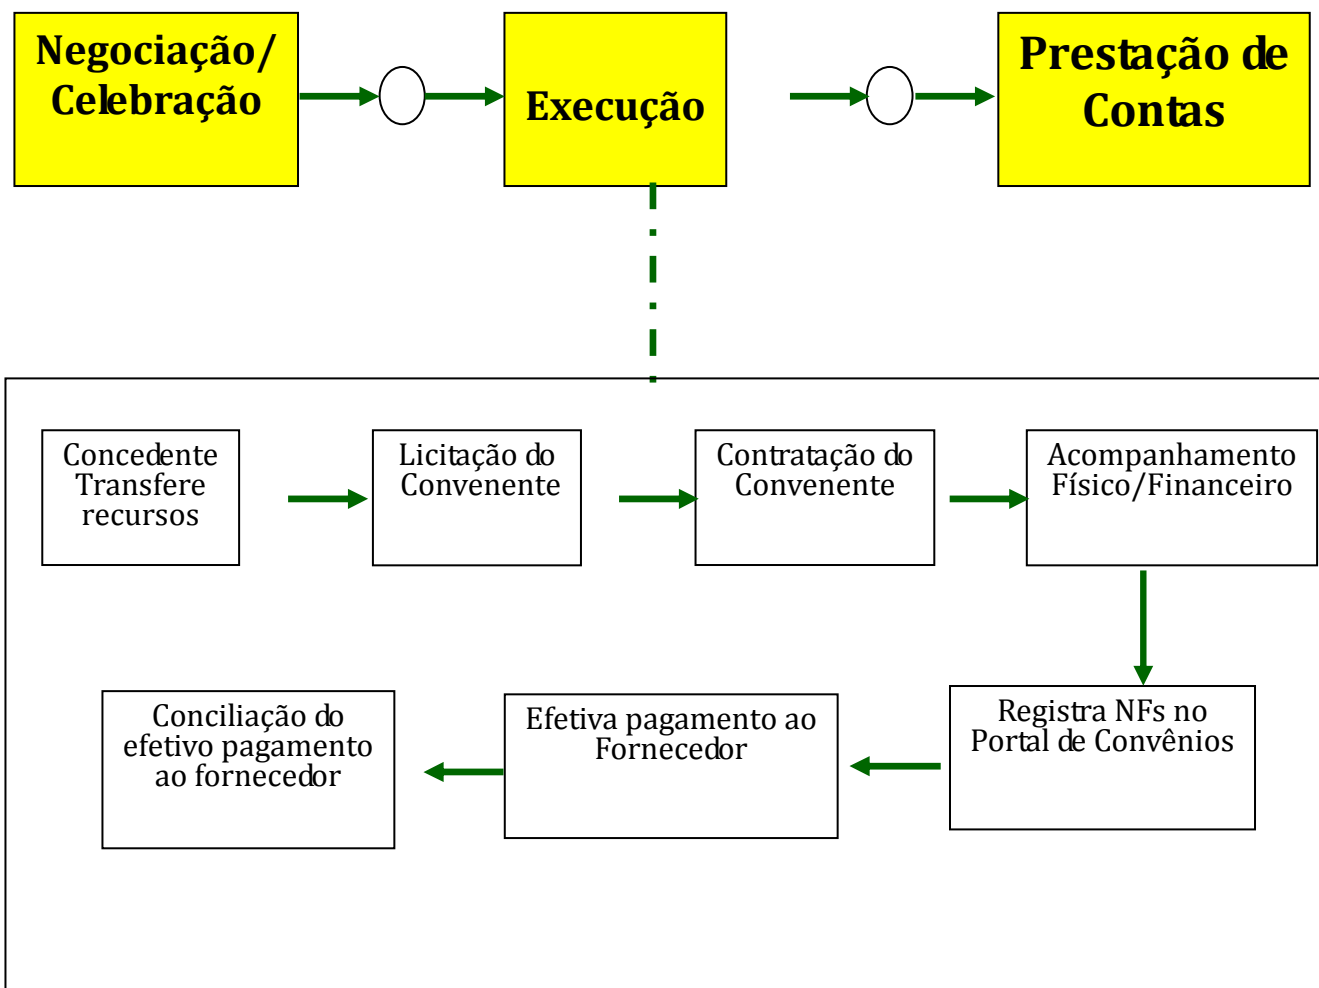 Negociação/
Celebração
Execução
Prestação de
Contas
Concedente
Transfere
recursos
Licitação do
Convenente
Contratação do
Convenente
Acompanhamento
Físico/Financeiro
Conciliação do
efetivo pagamento
ao fornecedor
Efetiva pagamento ao
Fornecedor
Registra NFs no
Portal de Convênios